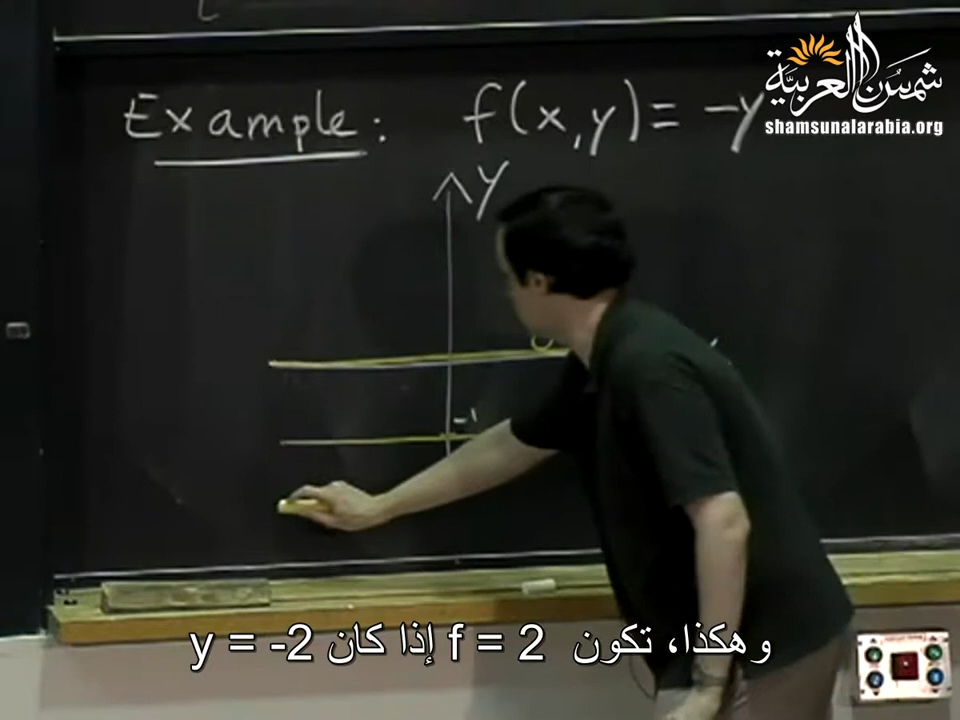 شمس العربية
shamsunalarabia.org
Example: f(x,y) = -y
y
-1
وهكذا، تكون f = 2 إذا كان y = -2